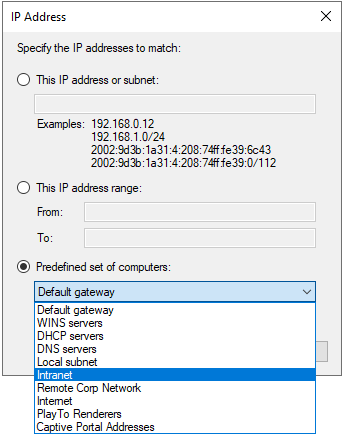 IP Address
Specify the IP addresses to match:
This IP address or subnet:
Examples: 192.168.0.12
192.168.1.0/24
2002:9d3b:1a31:4:208:74ff:fe39:6c43
2002:9d3b:1a31:4:208:74ff:fe39:0/112
This IP address range:
From:
To:
Predefined set of computers:
Default gateway
Default gateway
WINS servers
DHCP servers
DNS servers
Local subnet
Intranet
Remote Corp Network
Internet
PlayTo Renderers
Captive Portal Addresses